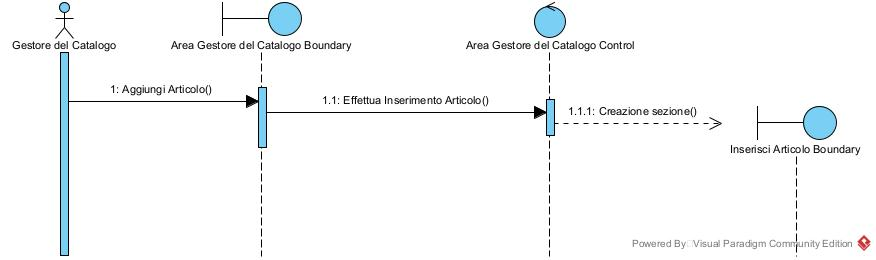 Gestore del Catalogo
Area Gestore del Catalogo Boundary
Area Gestore del Catalogo Control
1: Aggiungi Articolo()
1.1: Effettua Inserimento Articolo()
1.1.1: Creazione sezione()
Inserisci Articolo Boundary
Powered By Visual Paradigm Community Edition